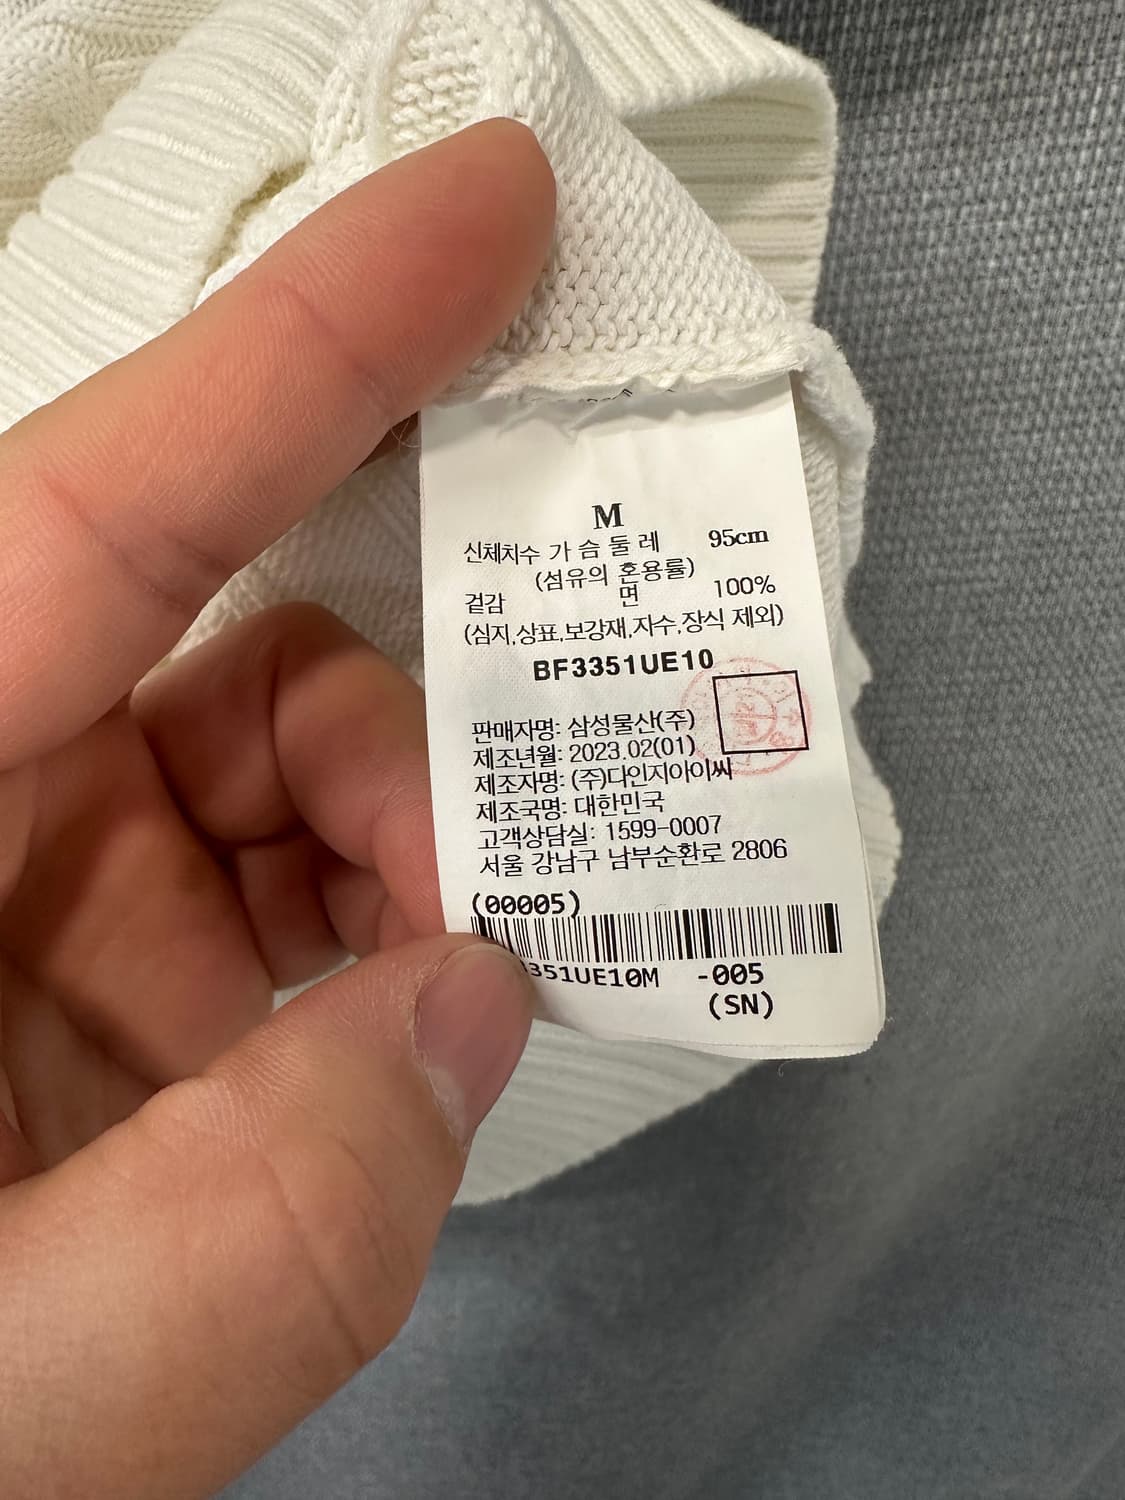 M
신체치수 가 슴 둘 레 95cm
(섬유의 혼용률)
겉감 면 100%
(심지,상표,보강재,자수,장식 제외)
BF3351UE10
판매자명: 삼성물산(주)
제조년월: 2023.02(01)
제조자명: (주)다인지아이씨
제조국명: 대한민국
고객상담실: 1599-0007
서울 강남구 남부순환로 2806
(00005)
351UE10M -005
(SN)